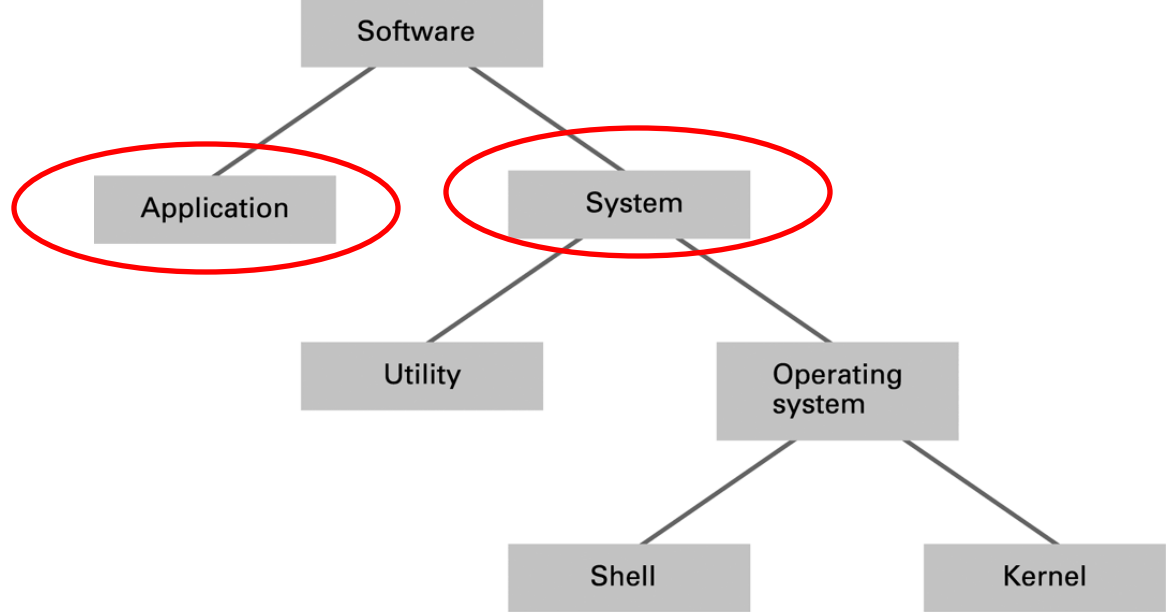 Software
Application
System
Utility
Operating
system
Shell
Kernel